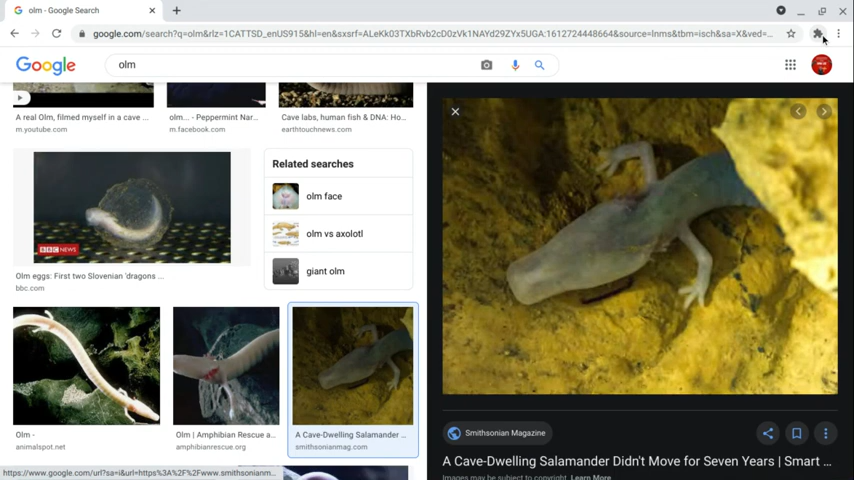 olm - Google Search
google.com/search?q=olm&rlz=1CATTSD_enUS915&hl=en&sxsrf=ALeKk03TXbRvb2cD0zVk1NAYd29ZYx5UGA:1612724448664&source=lnms&tbm=isch&sa=X&ved=...
Google
olm
A real Olm, filmed myself in a cave ...
m.youtube.com
olm... - Peppermint Nar...
m.facebook.com
Cave labs, human fish & DNA: Ho...
earthtouchnews.com
BBC NEWS
Olm eggs: First two Slovenian 'dragons ...
bbc.com
Related searches
olm face
olm vs axolotl
giant olm
Olm -
animalspot.net
Olm | Amphibian Rescue a...
amphibianrescue.org
A Cave-Dwelling Salamander ...
smithsonianmag.com
https://www.google.com/url?sa=i&url=https%3A%2F%2Fwww.smithsonianm...
Smithsonian Magazine
A Cave-Dwelling Salamander Didn't Move for Seven Years | Smart ...
Images may be subject to copyright. Learn More